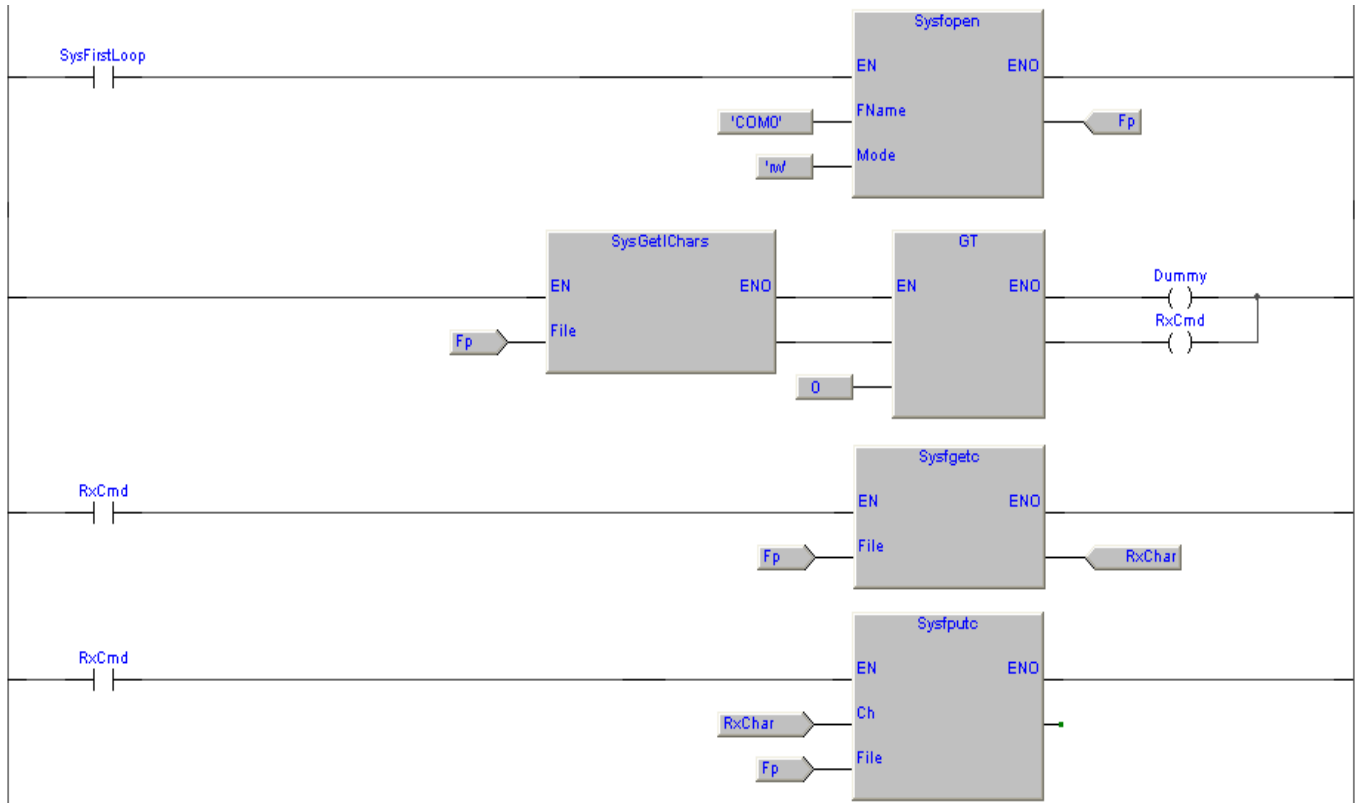 Sysfopen
SysFirstLoop
EN ENO
'COM0' FName Fp
'rw' Mode
SysGetIChars GT
EN ENO EN ENO Dummy
Fp File RxCmd
0
Sysfgetc
RxCmd EN ENO
Fp File RxChar
Sysfputc
RxCmd EN ENO
RxChar Ch
Fp File